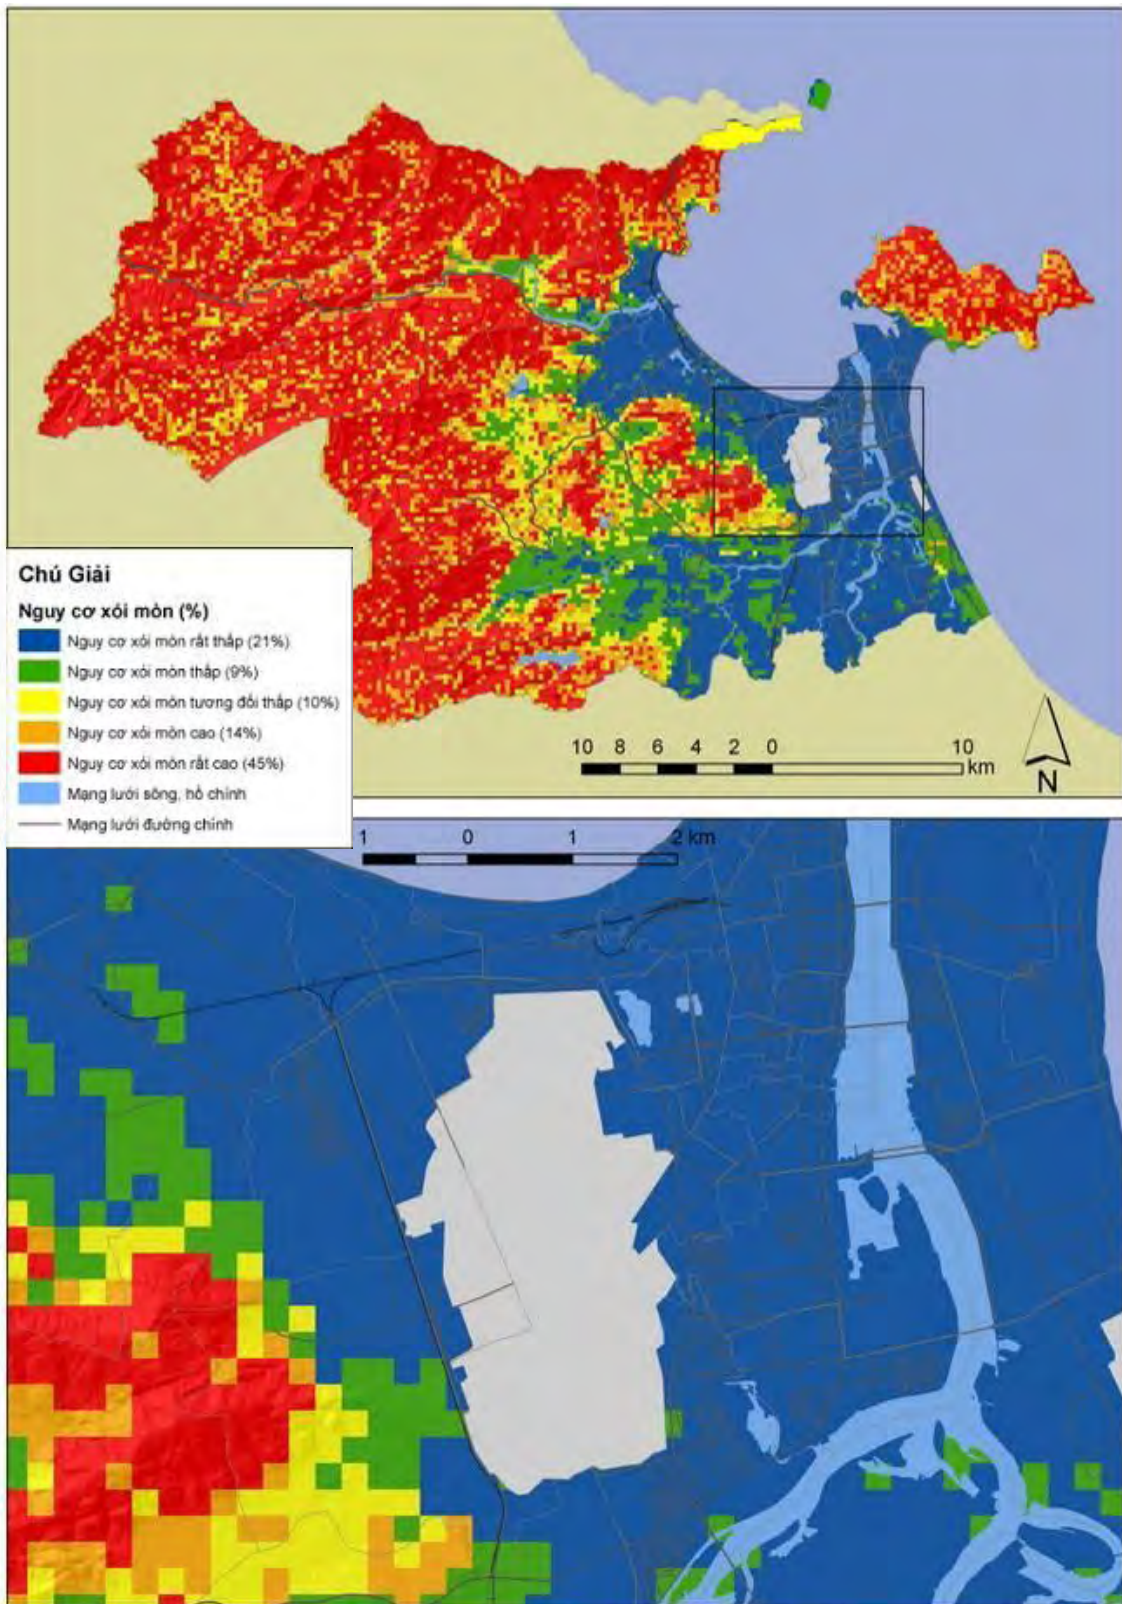 Chú Giải
Nguy cơ xói mòn (%)
Nguy cơ xói mòn rất thấp (21%)
Nguy cơ xói mòn thấp (9%)
Nguy cơ xói mòn tương đối thấp (10%)
Nguy cơ xói mòn cao (14%)
Nguy cơ xói mòn rất cao (45%)
Mạng lưới sông, hồ chính
Mạng lưới đường chính
10 8 6 4 2 0 10
km
N
1 0 1 2 km